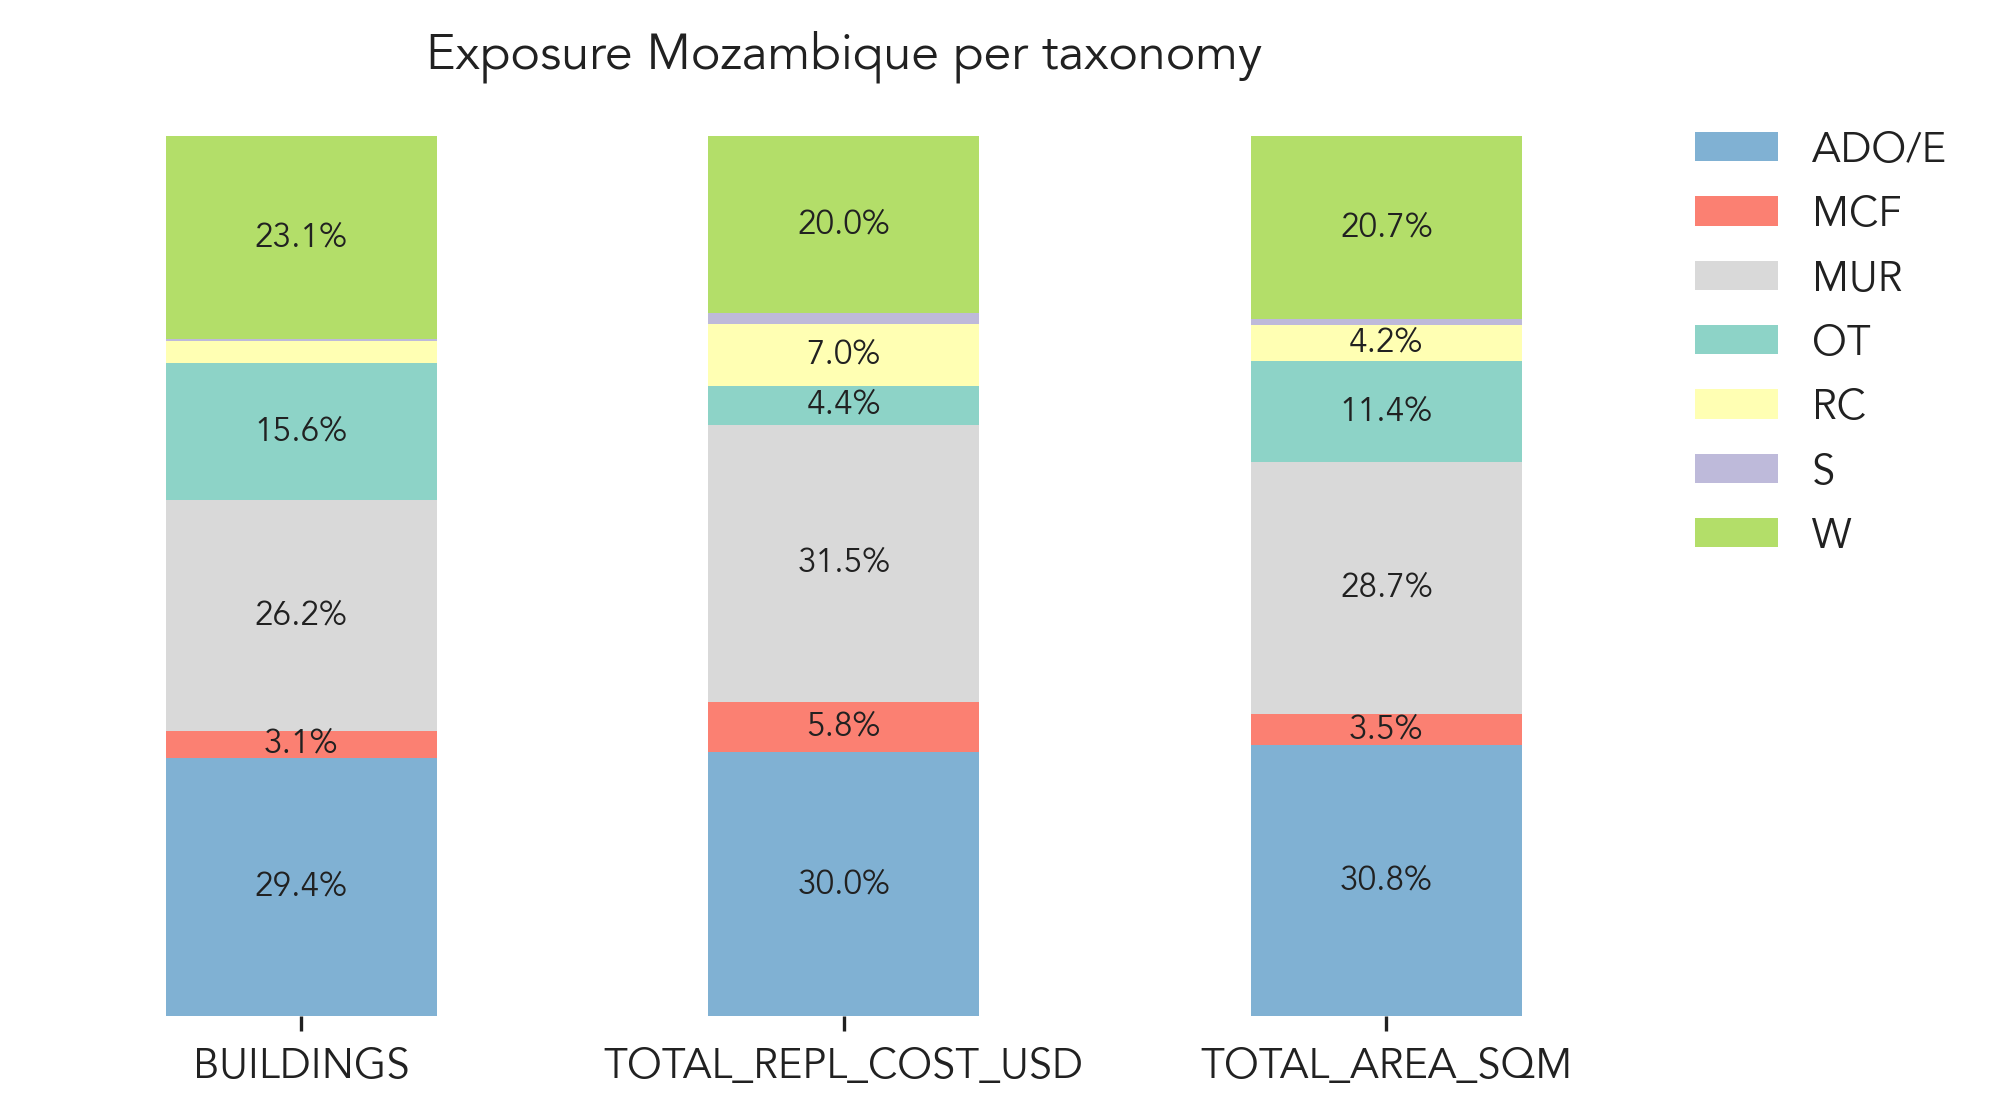 Exposure Mozambique per taxonomy
23.1%
15.6%
26.2%
3.1%
29.4%
20.0%
7.0%
4.4%
31.5%
5.8%
30.0%
20.7%
4.2%
11.4%
28.7%
3.5%
30.8%
BUILDINGS
TOTAL_REPL_COST_USD
TOTAL_AREA_SQM
ADO/E
MCF
MUR
OT
RC
S
W